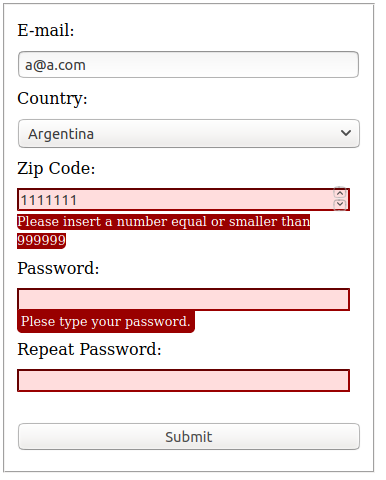 E-mail:
a@a.com
Country:
Argentina
Zip Code:
1111111
Please insert a number equal or smaller than
999999
Password:
Plese type your password.
Repeat Password:
Submit